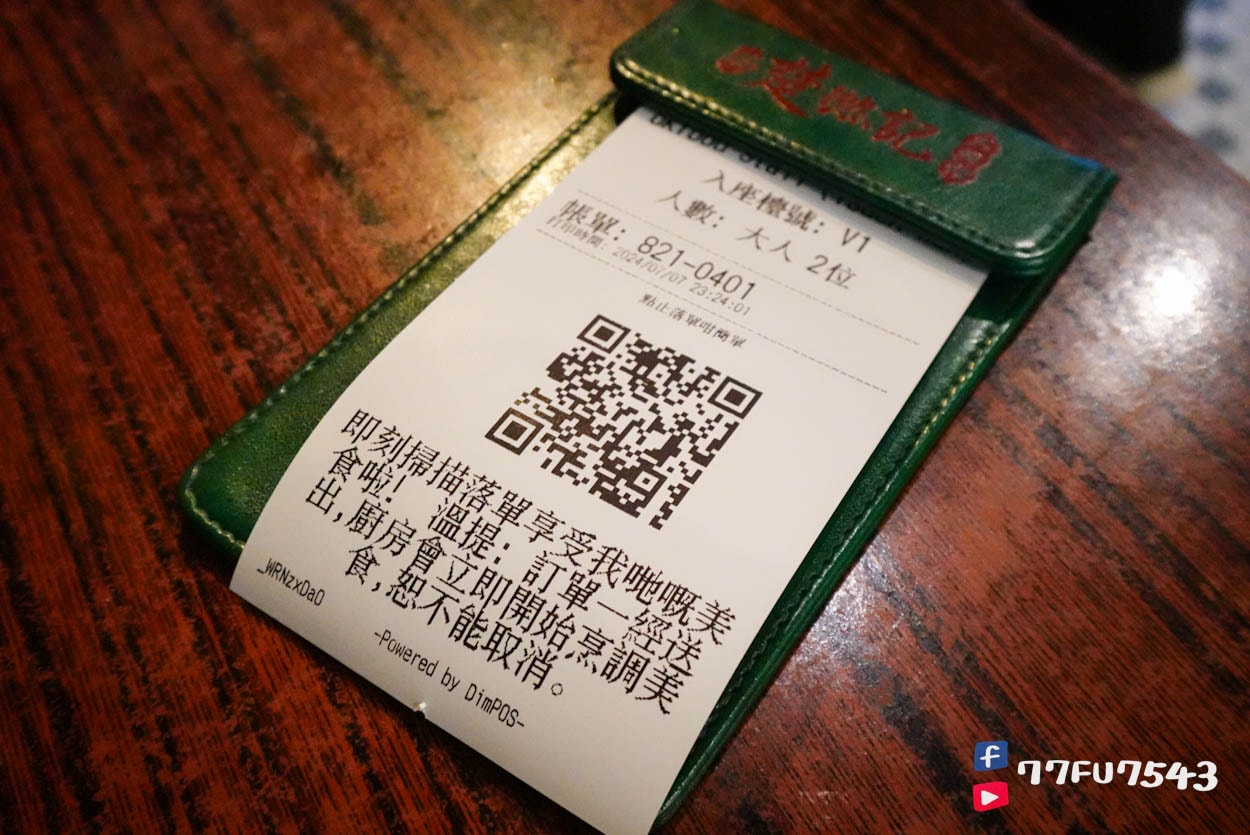 記
入座檯號: V1
人數: 大人 2位
帳單: 821-0401
打印時間: 2024/07/07 23:24:01
點止落單咁簡單
即刻掃描落單享受我哋嘅美
食啦! 溫提: 訂單一經送
出,廚房會立即開始烹調美
食,恕不能取消。
_WRNzxDaO
-Powered by DimPOS-
77FU7543